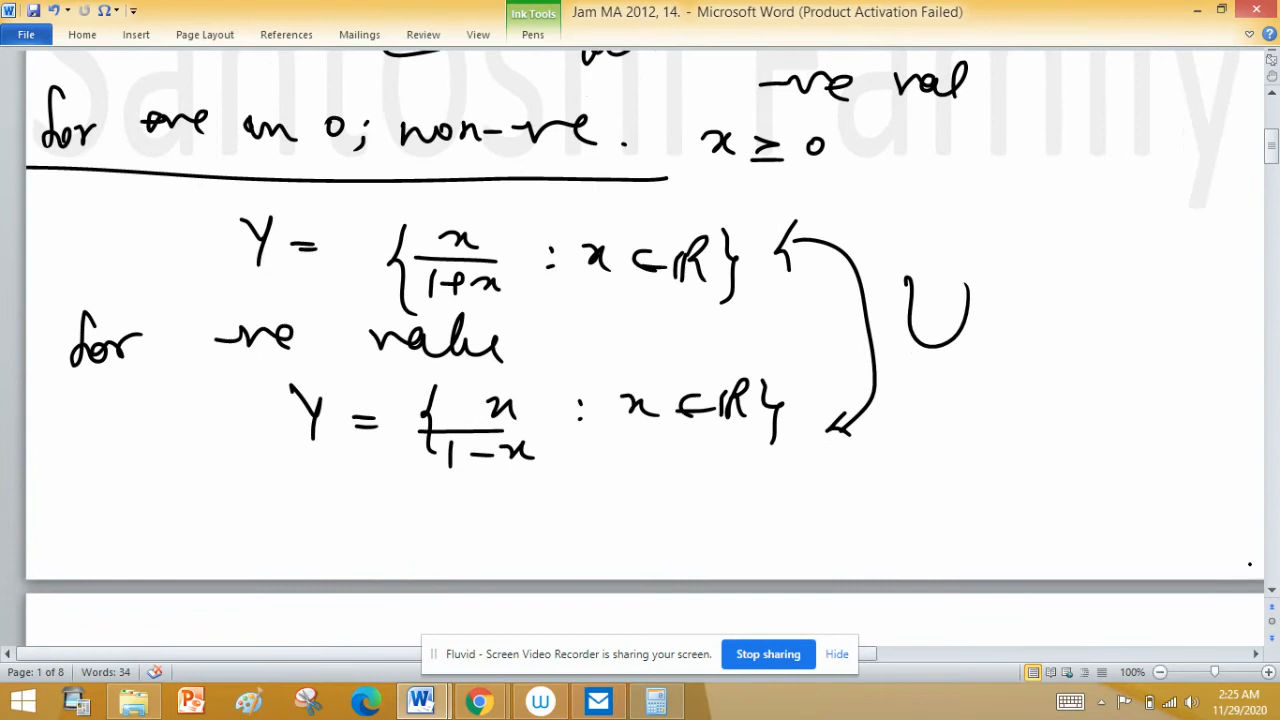 Ink Tools
Jam MA 2012, 14. - Microsoft Word (Product Activation Failed)
File Home Insert Page Layout References Mailings Review View Pens
-ve val
for +ve an 0; non-ve. x ≥ 0
Y = { x/(1+x) : x ∈ ℝ }
U
for -ve value
Y = { x/(1-x) : x ∈ ℝ }
Fluvid - Screen Video Recorder is sharing your screen. Stop sharing Hide
Page: 1 of 8 Words: 34 100%
2:25 AM
11/29/2020